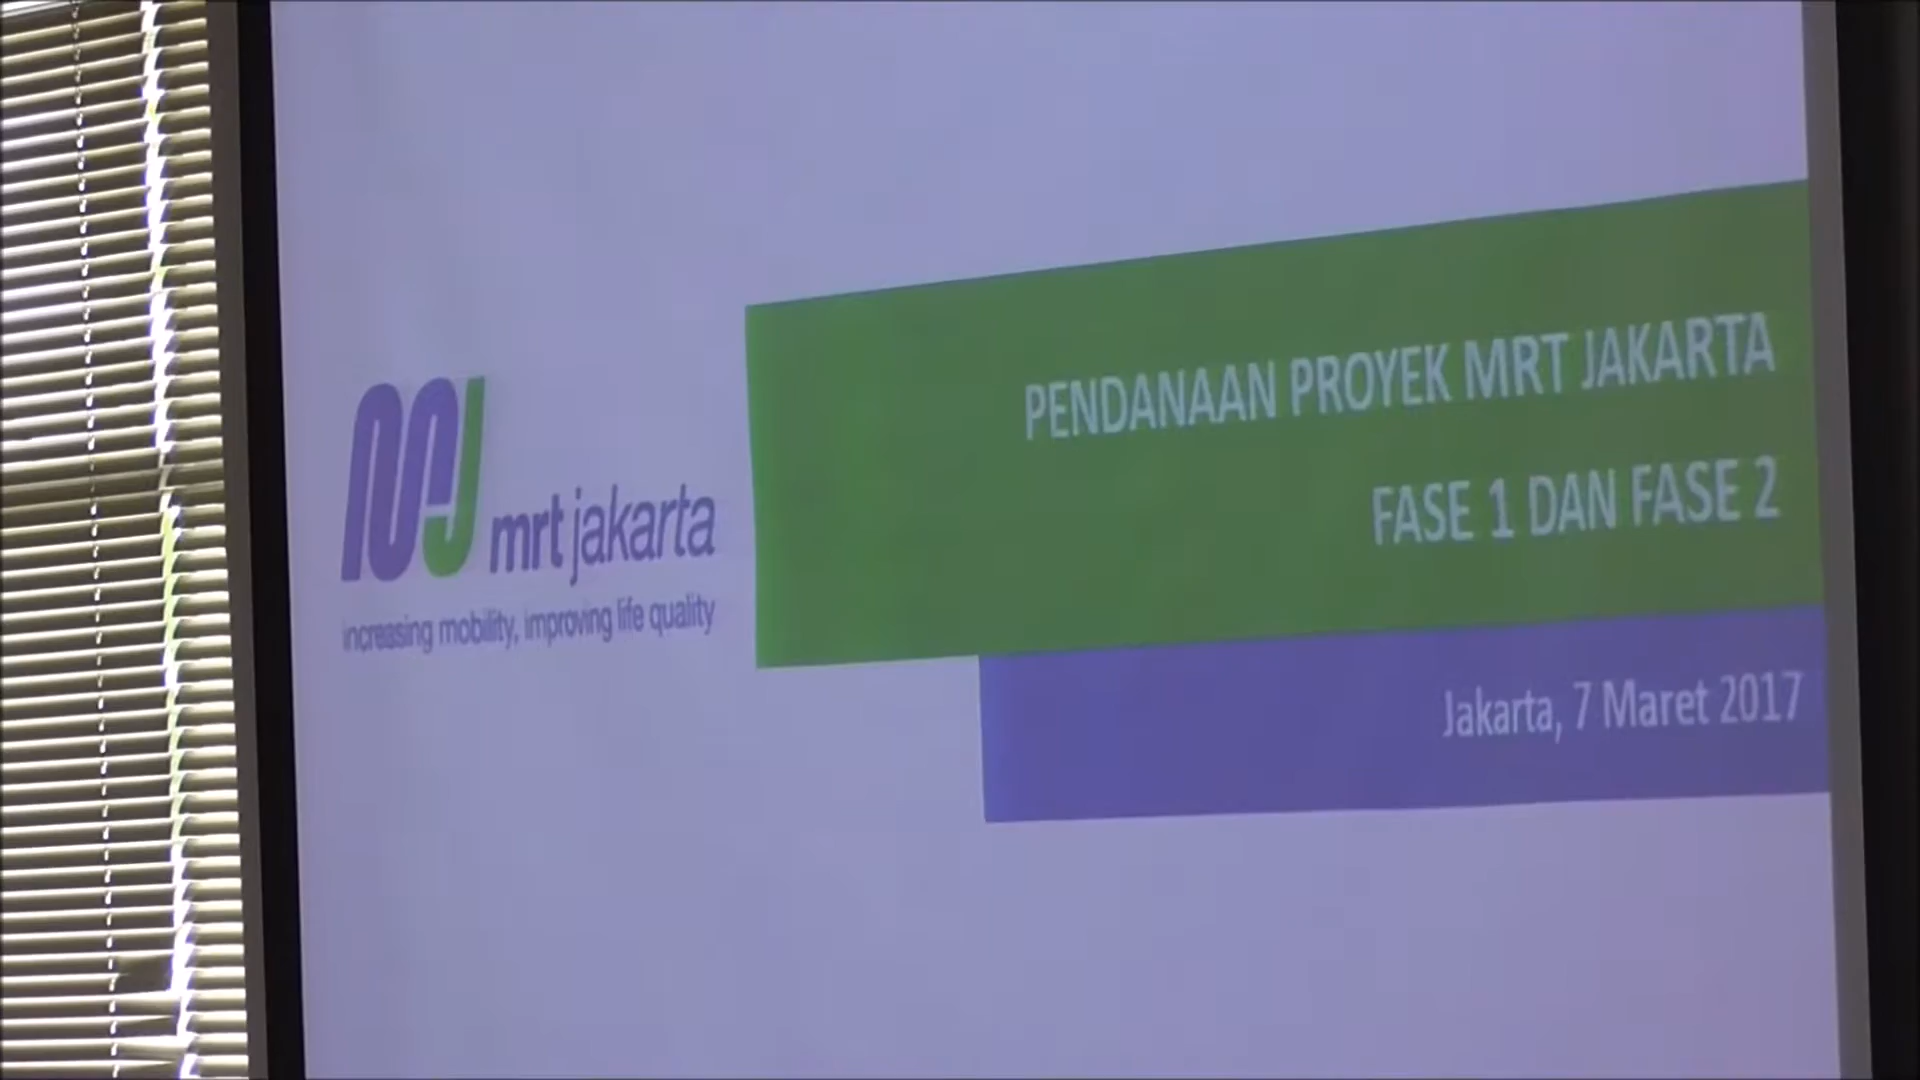 mrt jakarta
increasing mobility, improving life quality
PENDANAAN PROYEK MRT JAKARTA
FASE 1 DAN FASE 2
Jakarta, 7 Maret 2017